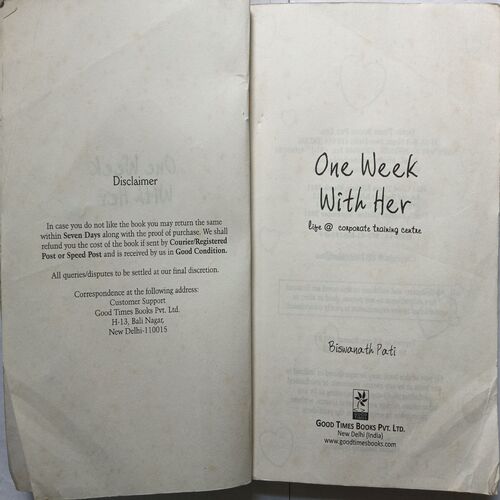 Disclaimer
In case you do not like the book you may return the same
within Seven Days along with the proof of purchase. We shall
refund you the cost of the book if sent by Courier/Registered
Post or Speed Post and is received by us in Good Condition.
All queries/disputes to be settled at our final discretion.
Correspondence at the following address:
Customer Support
Good Times Books Pvt. Ltd.
H-13, Bali Nagar,
New Delhi-110015
One Week
With Her
life @ corporate training centre
Biswanath Pati
GOOD TIMES BOOKS PVT. LTD.
New Delhi (India)
www.goodtimesbooks.com